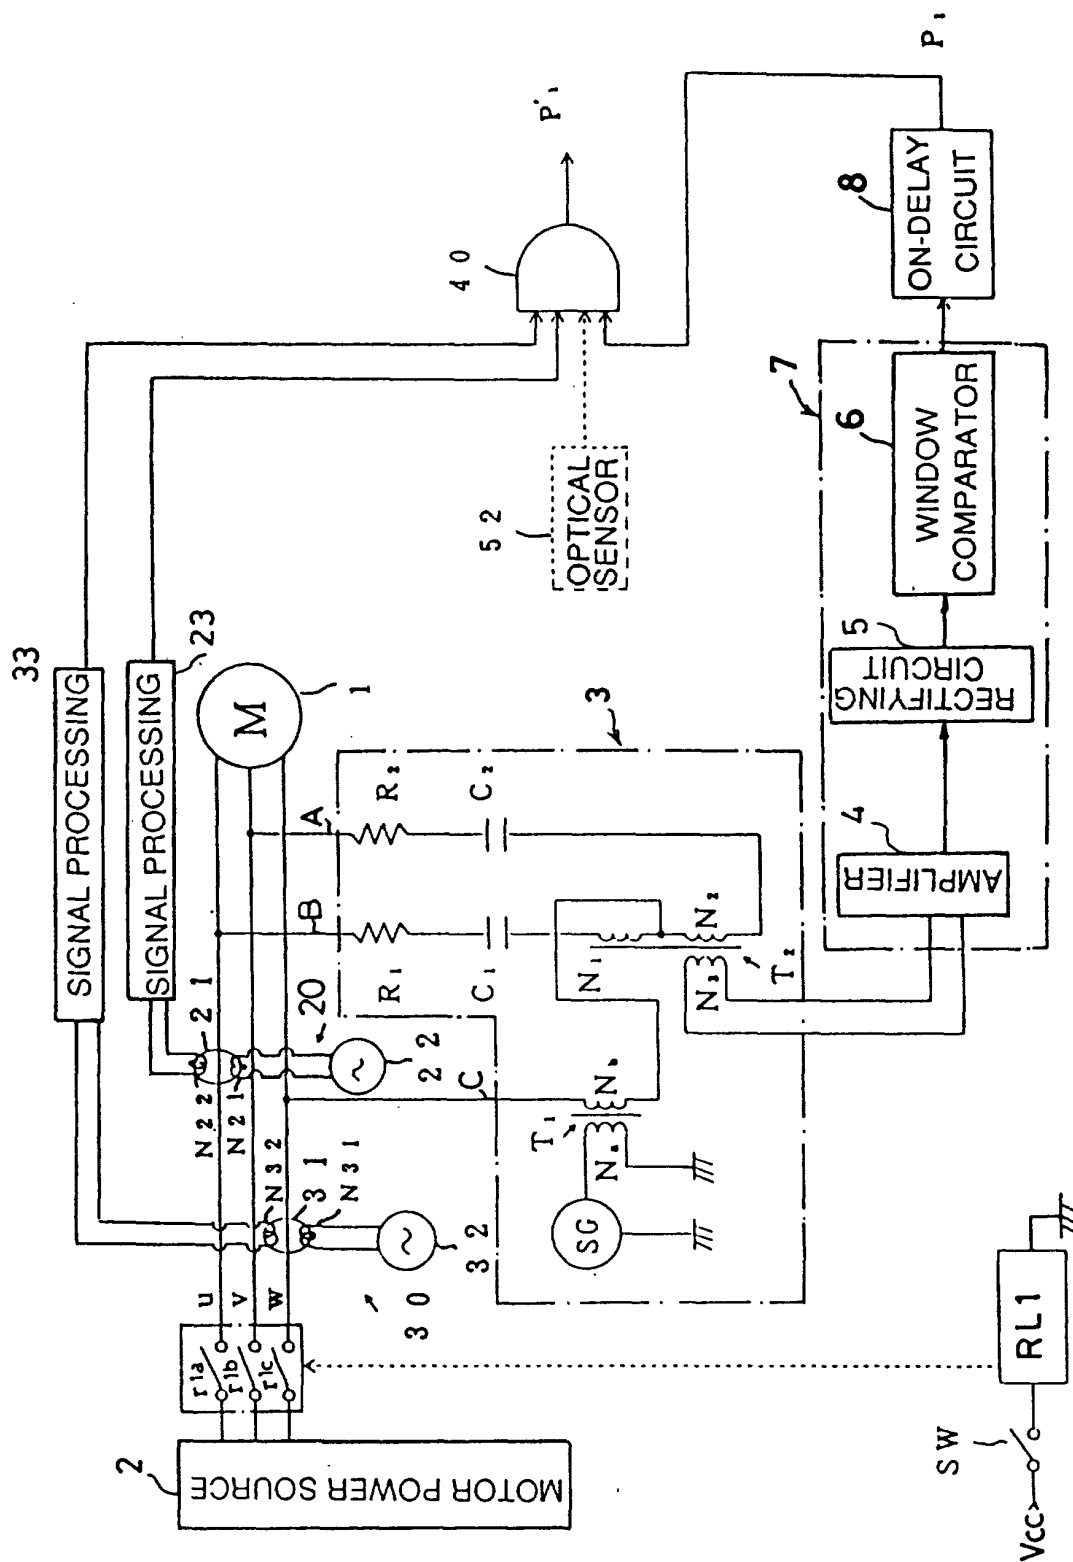 33
SIGNAL PROCESSING
23
SIGNAL PROCESSING
M
1
2
MOTOR POWER SOURCE
r1a
r1b
r1c
u
v
w
N32
31
N31
32
30
N22
21
N21
22
20
A
B
C
R₁
R₂
C₁
C₂
3
N₁
N₂
N₃
T₂
T₁
Nₐ
N_b
SG
40
P'₁
52
OPTICAL
SENSOR
4
AMPLIFIER
5
RECTIFYING
CIRCUIT
6
WINDOW
COMPARATOR
7
8
ON-DELAY
CIRCUIT
P₁
Vcc
SW
RL1